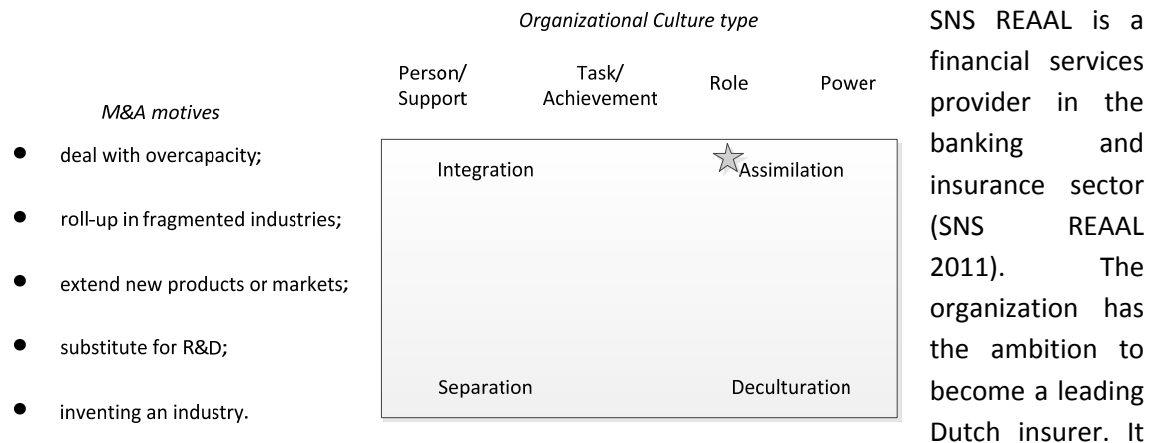 Organizational Culture type
Person/
Support
Task/
Achievement
Role
Power
M&A motives
• deal with overcapacity;
• roll-up in fragmented industries;
• extend new products or markets;
• substitute for R&D;
• inventing an industry.
Integration
Assimilation
Separation
Deculturation
SNS REAAL is a
financial services
provider in the
banking and
insurance sector
(SNS REAAL
2011). The
organization has
the ambition to
become a leading
Dutch insurer. It